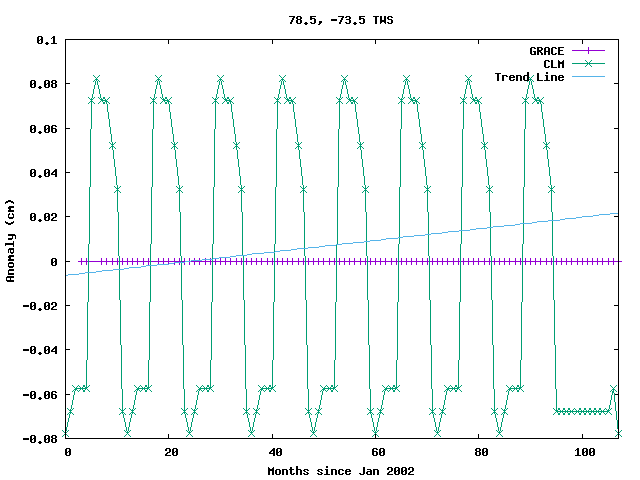 78.5, -73.5 TWS
GRACE
CLM
Trend Line
0.1
0.08
0.06
0.04
0.02
0
-0.02
-0.04
-0.06
-0.08
Anomaly (cm)
0 20 40 60 80 100
Months since Jan 2002